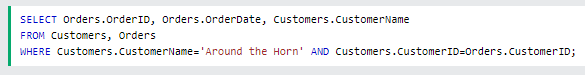 SELECT Orders.OrderID, Orders.OrderDate, Customers.CustomerName
FROM Customers, Orders
WHERE Customers.CustomerName='Around the Horn' AND Customers.CustomerID=Orders.CustomerID;